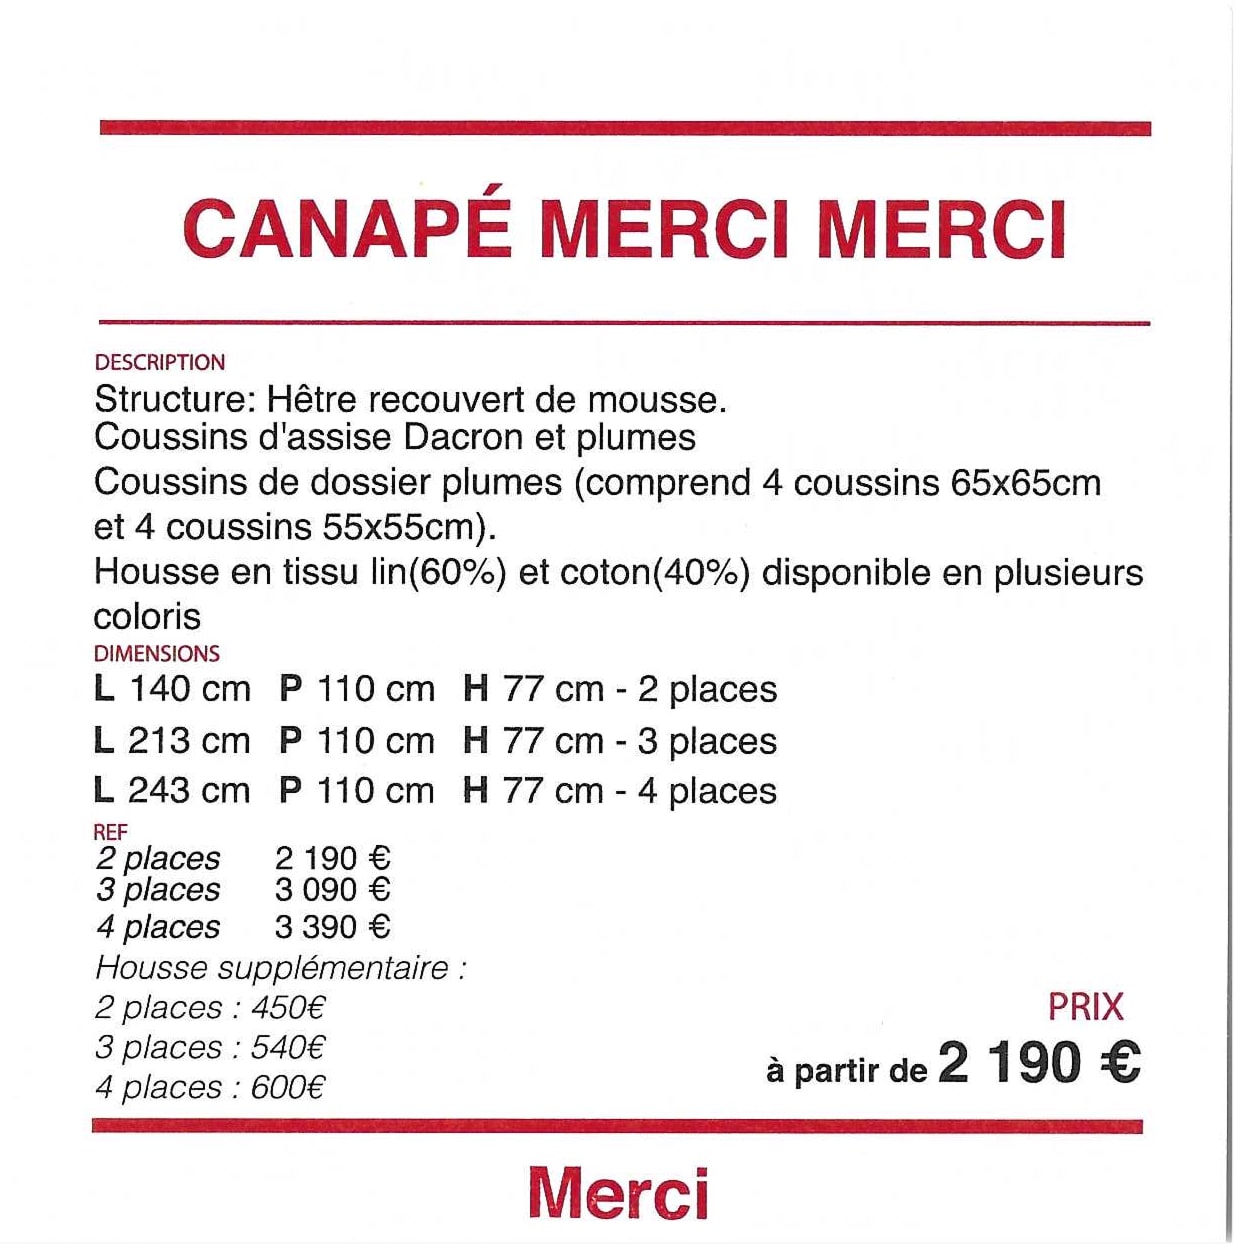 CANAPÉ MERCI MERCI
DESCRIPTION
Structure: Hêtre recouvert de mousse.
Coussins d'assise Dacron et plumes
Coussins de dossier plumes (comprend 4 coussins 65x65cm
et 4 coussins 55x55cm).
Housse en tissu lin(60%) et coton(40%) disponible en plusieurs
coloris
DIMENSIONS
L 140 cm P 110 cm H 77 cm - 2 places
L 213 cm P 110 cm H 77 cm - 3 places
L 243 cm P 110 cm H 77 cm - 4 places
REF
2 places 2 190 €
3 places 3 090 €
4 places 3 390 €
Housse supplémentaire :
2 places : 450€
3 places : 540€
4 places : 600€
PRIX
à partir de 2 190 €
Merci